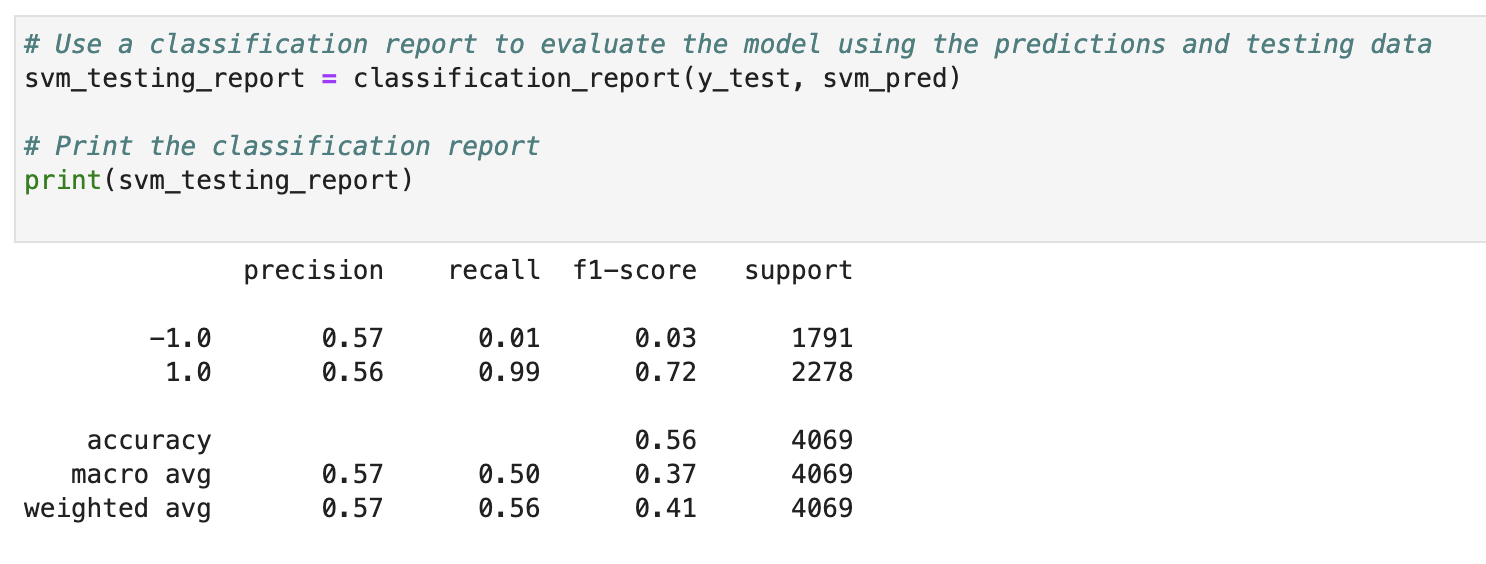 # Use a classification report to evaluate the model using the predictions and testing data
svm_testing_report = classification_report(y_test, svm_pred)
# Print the classification report
print(svm_testing_report)
precision recall f1-score support
-1.0 0.57 0.01 0.03 1791
1.0 0.56 0.99 0.72 2278
accuracy 0.56 4069
macro avg 0.57 0.50 0.37 4069
weighted avg 0.57 0.56 0.41 4069